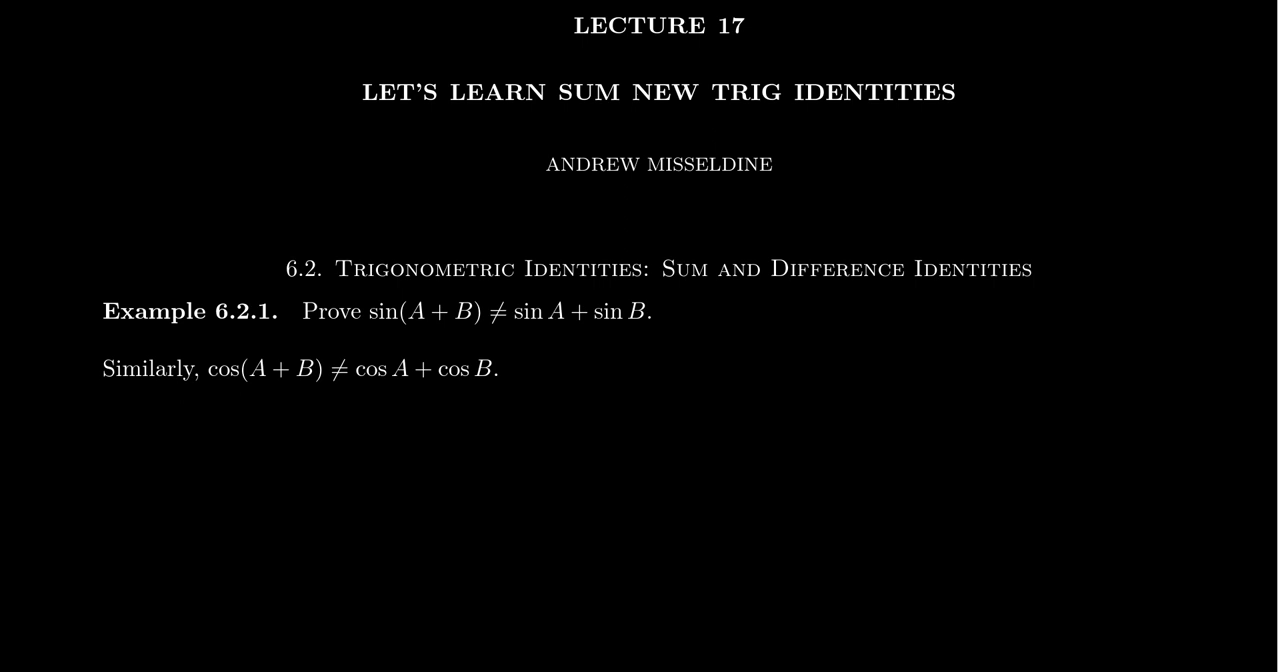 LECTURE 17
LET'S LEARN SUM NEW TRIG IDENTITIES
ANDREW MISSELDINE
6.2. Trigonometric Identities: Sum and Difference Identities
Example 6.2.1. Prove sin(A + B) ≠ sin A + sin B.
Similarly, cos(A + B) ≠ cos A + cos B.